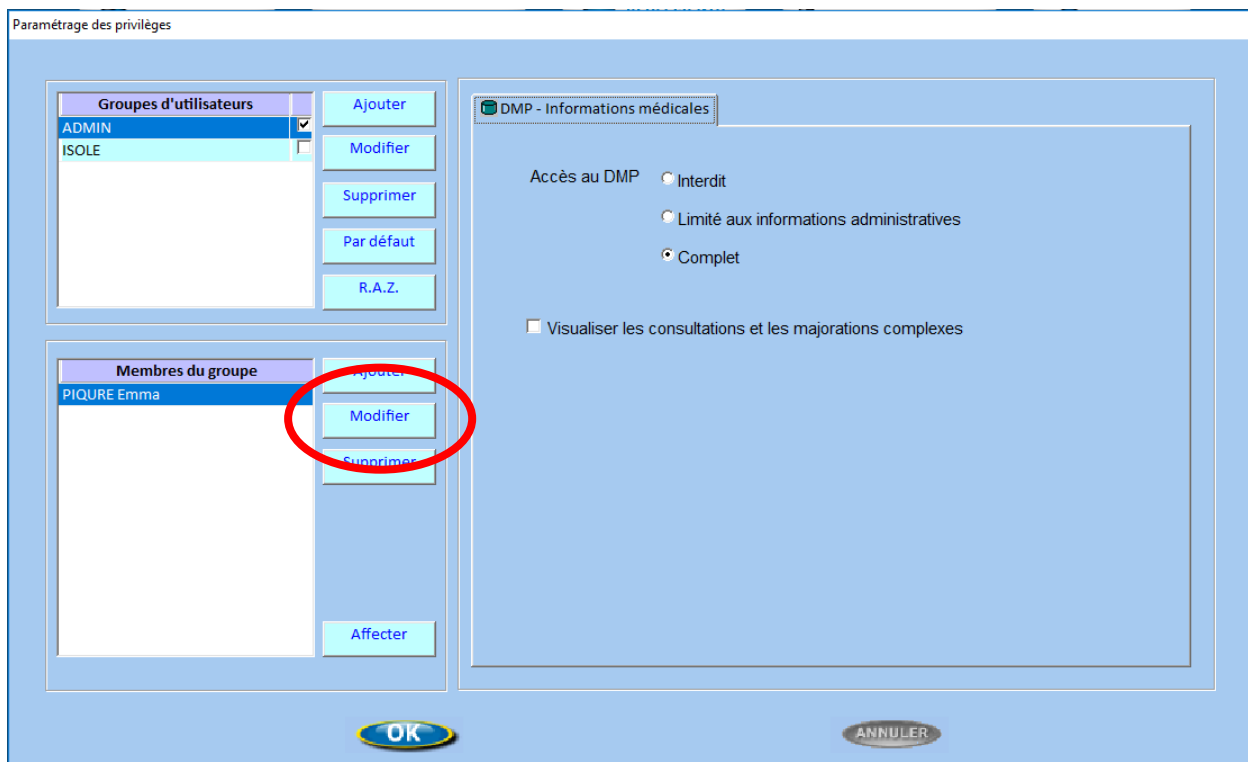 Paramétrage des privilèges
Groupes d'utilisateurs
ADMIN
ISOLE
Ajouter
Modifier
Supprimer
Par défaut
R.A.Z.
Membres du groupe
PIQURE Emma
Ajouter
Modifier
Supprimer
Affecter
DMP - Informations médicales
Accès au DMP
Interdit
Limité aux informations administratives
Complet
Visualiser les consultations et les majorations complexes
OK
ANNULER